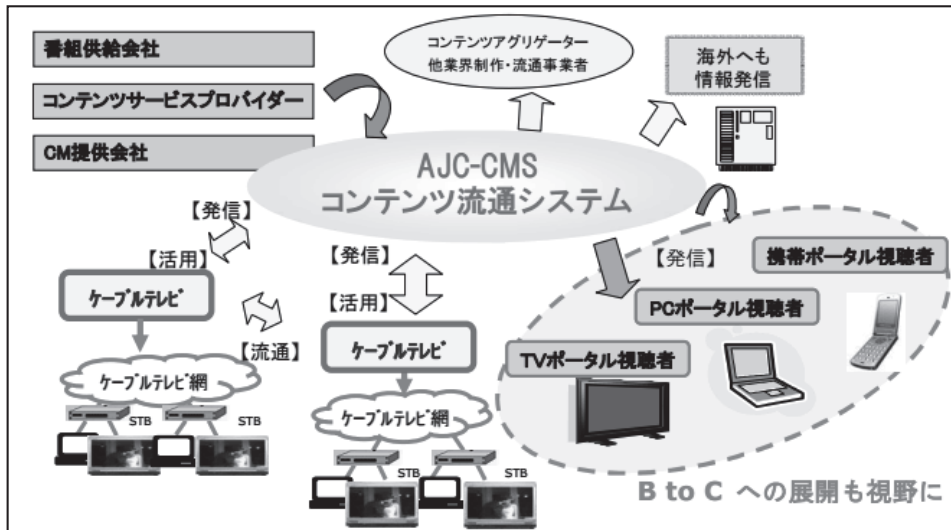 番組供給会社
コンテンツサービスプロバイダー
CM提供会社
コンテンツアグリゲーター
他業界制作・流通事業者
海外へも
情報発信
AJC-CMS
コンテンツ流通システム
【発信】
【活用】
ケーブルテレビ
【流通】
ケーブルテレビ網
STB
STB
【発信】
【活用】
ケーブルテレビ
ケーブルテレビ網
STB
STB
【発信】
携帯ポータル視聴者
PCポータル視聴者
TVポータル視聴者
B to C への展開も視野に